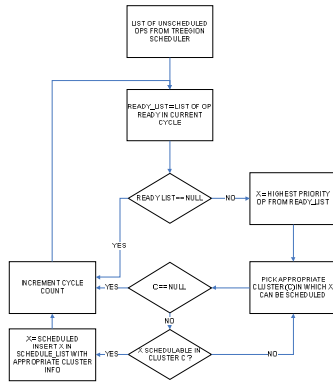 LIST OF UNSCHEDULED
OPS FROM TREEGION
SCHEDULER
READY_LIST=LIST OF OP
READY IN CURRENT
CYCLE
READY LIST==NULL
NO
X=HIGHEST PRIORITY
OP FROM READY_LIST
YES
INCREMENT CYCLE
COUNT
YES
C==NULL
PICK APPROPRIATE
CLUSTER(C)IN WHICH X
CAN BE SCHEDULED
NO
X=SCHEDULED
INSERT X IN
SCHEDULE_LIST WITH
APPROPRIATE CLUSTER
INFO
YES
X SCHEDULABLE IN
CLUSTER C?
NO